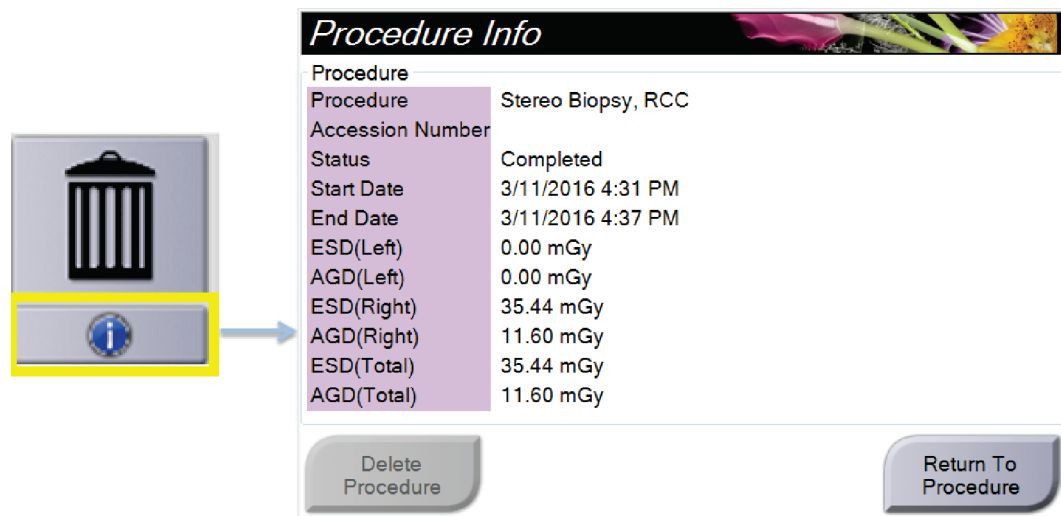 Procedure Info
Procedure
Procedure Stereo Biopsy, RCC
Accession Number
Status Completed
Start Date 3/11/2016 4:31 PM
End Date 3/11/2016 4:37 PM
ESD(Left) 0.00 mGy
AGD(Left) 0.00 mGy
ESD(Right) 35.44 mGy
AGD(Right) 11.60 mGy
ESD(Total) 35.44 mGy
AGD(Total) 11.60 mGy
Delete
Procedure
Return To
Procedure